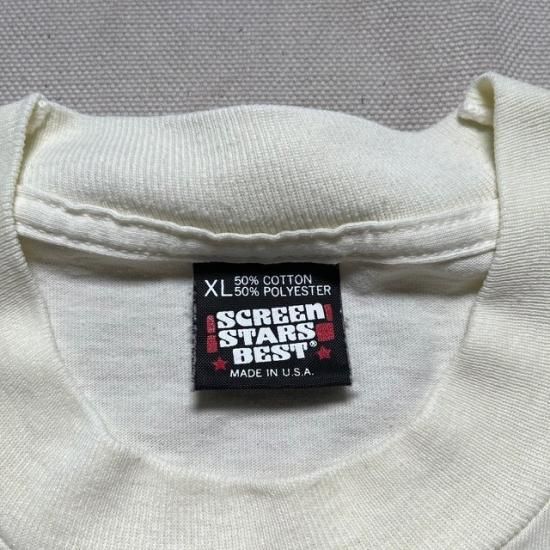 XL 50% COTTON
50% POLYESTER
SCREEN
STARS
BEST®
MADE IN U.S.A.